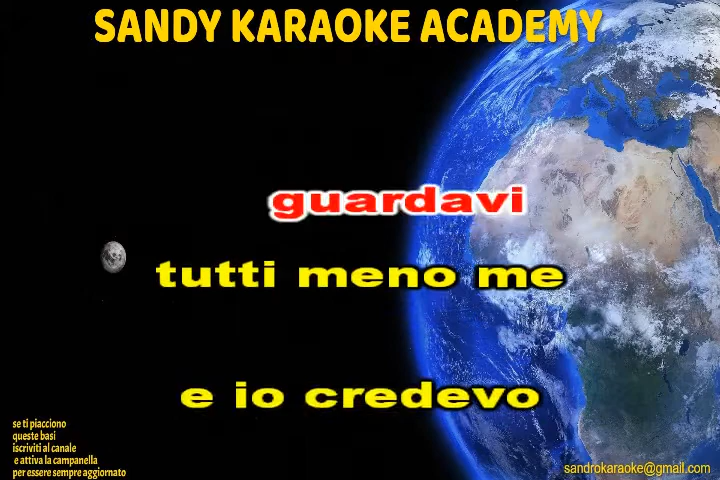 SANDY KARAOKE ACADEMY
guardavi
tutti meno me
e io credevo
se ti piacciono
queste basi
iscriviti al canale
e attiva la campanella
per essere sempre aggiornato
sandrokaraoke@gmail.com